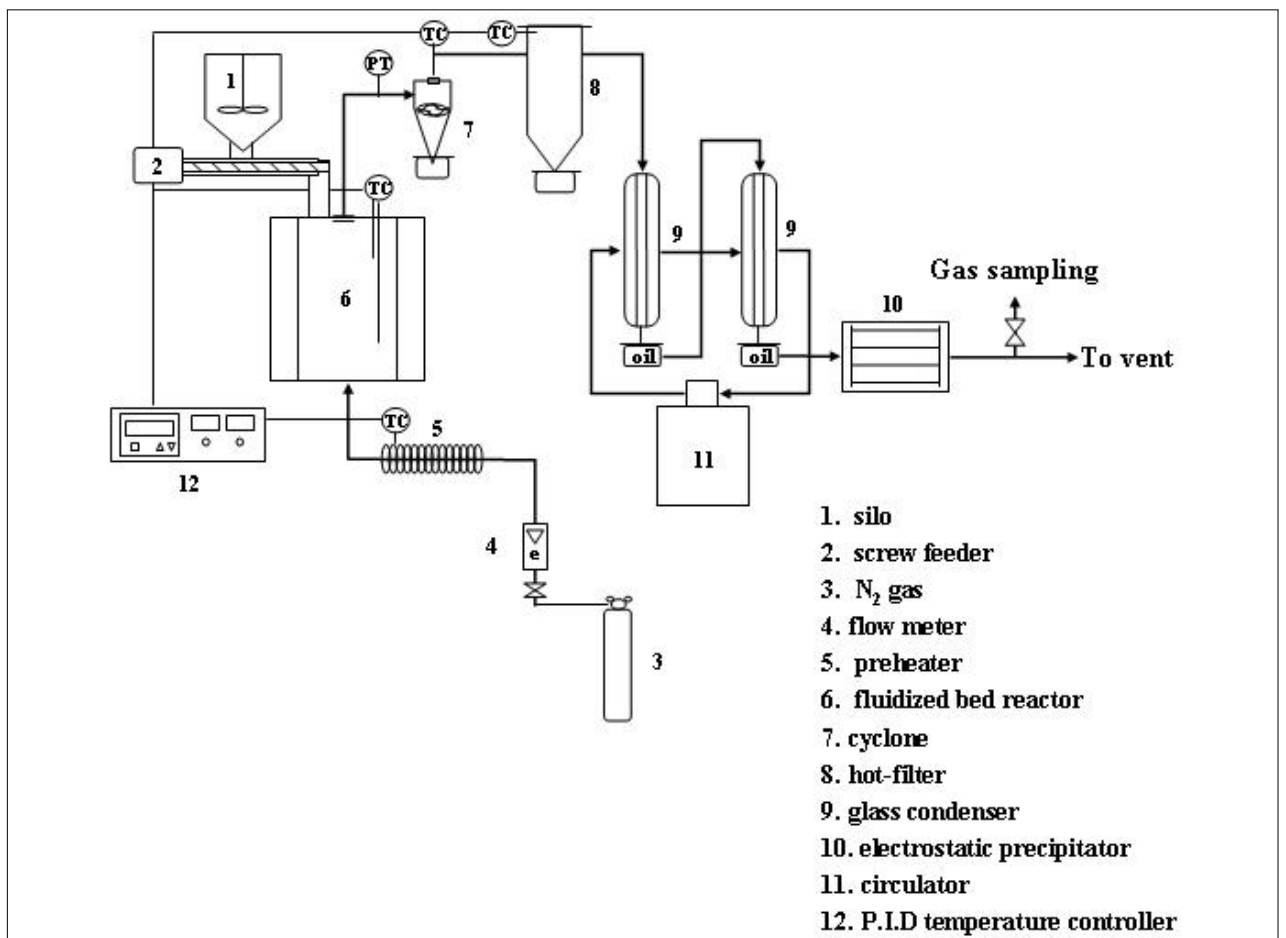 TC
TC
1
PT
8
7
2
TC
9
9
Gas sampling
6
10
oil
oil
To vent
TC
5
11
12
4
e
3
1. silo
2. screw feeder
3. N₂ gas
4. flow meter
5. preheater
6. fluidized bed reactor
7. cyclone
8. hot-filter
9. glass condenser
10. electrostatic precipitator
11. circulator
12. P.I.D temperature controller